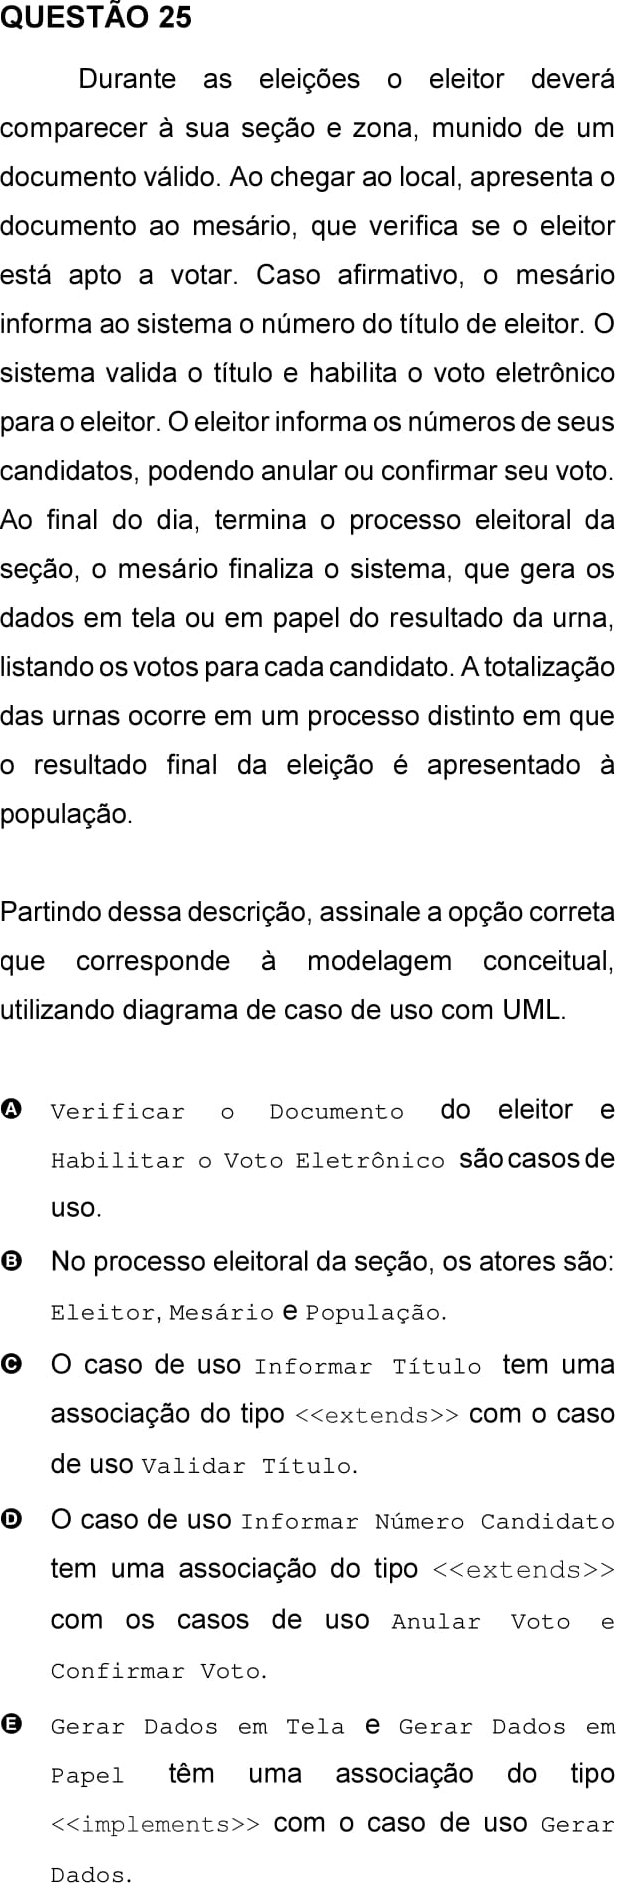 QUESTÃO 25
Durante as eleições o eleitor deverá
comparecer à sua seção e zona, munido de um
documento válido. Ao chegar ao local, apresenta o
documento ao mesário, que verifica se o eleitor
está apto a votar. Caso afirmativo, o mesário
informa ao sistema o número do título de eleitor. O
sistema valida o título e habilita o voto eletrônico
para o eleitor. O eleitor informa os números de seus
candidatos, podendo anular ou confirmar seu voto.
Ao final do dia, termina o processo eleitoral da
seção, o mesário finaliza o sistema, que gera os
dados em tela ou em papel do resultado da urna,
listando os votos para cada candidato. A totalização
das urnas ocorre em um processo distinto em que
o resultado final da eleição é apresentado à
população.
Partindo dessa descrição, assinale a opção correta
que corresponde à modelagem conceitual,
utilizando diagrama de caso de uso com UML.
A Verificar o Documento do eleitor e
Habilitar o Voto Eletrônico são casos de
uso.
B No processo eleitoral da seção, os atores são:
Eleitor, Mesário e População.
C O caso de uso Informar Título tem uma
associação do tipo <<extends>> com o caso
de uso Validar Título.
D O caso de uso Informar Número Candidato
tem uma associação do tipo <<extends>>
com os casos de uso Anular Voto e
Confirmar Voto.
E Gerar Dados em Tela e Gerar Dados em
Papel têm uma associação do tipo
<<implements>> com o caso de uso Gerar
Dados.